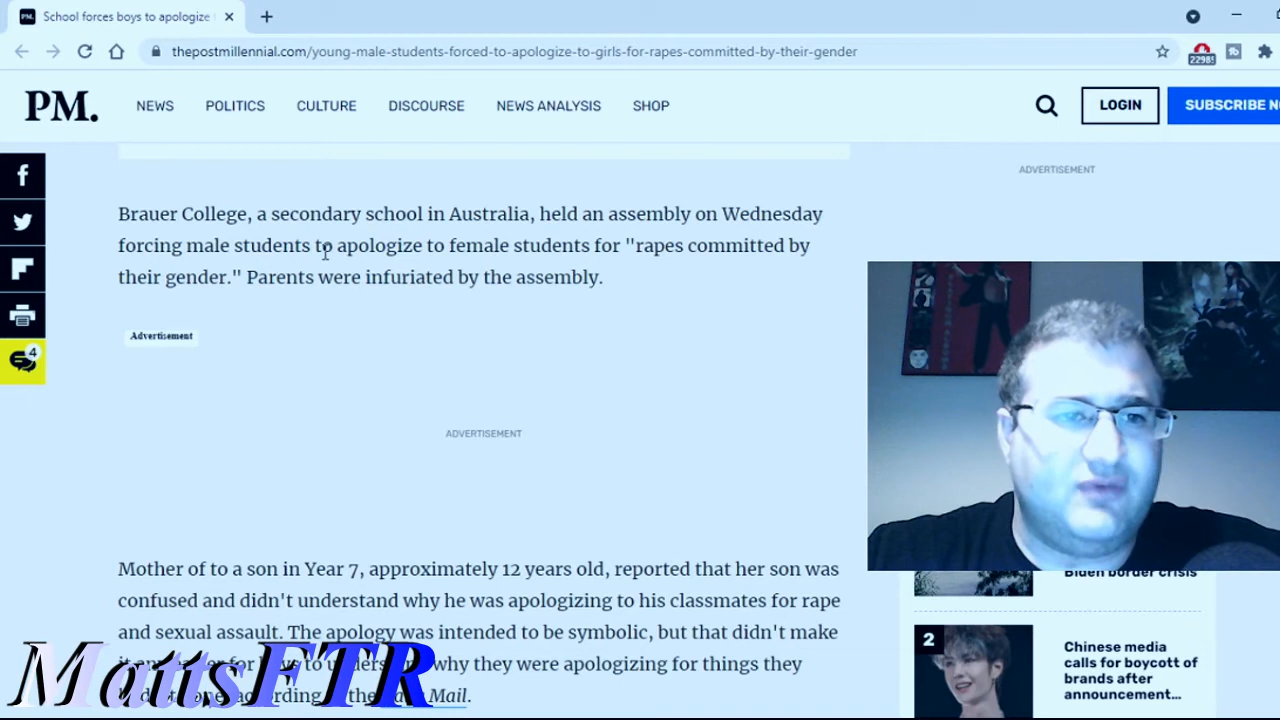 PM. School forces boys to apologize
thepostmillennial.com/young-male-students-forced-to-apologize-to-girls-for-rapes-committed-by-their-gender
PM. NEWS POLITICS CULTURE DISCOURSE NEWS ANALYSIS SHOP LOGIN SUBSCRIBE
ADVERTISEMENT
Brauer College, a secondary school in Australia, held an assembly on Wednesday
forcing male students to apologize to female students for "rapes committed by
their gender." Parents were infuriated by the assembly.
4
Advertisement
ADVERTISEMENT
Mother of to a son in Year 7, approximately 12 years old, reported that her son was
confused and didn't understand why he was apologizing to his classmates for rape
and sexual assault. The apology was intended to be symbolic, but that didn't make
why they were apologizing for things they
Mail.
MattsFTR
Biden border crisis
2
Chinese media
calls for boycott of
brands after
announcement...